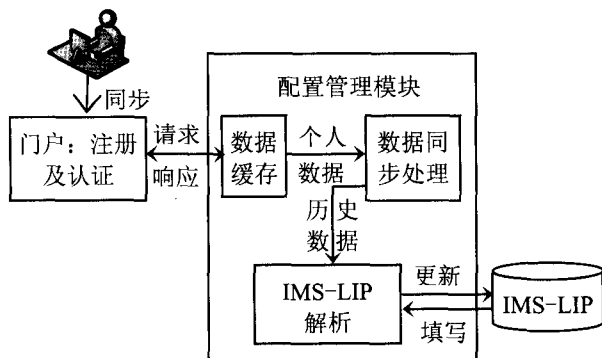 配置管理模块
同步
门户：注册
及认证
请求
响应
数据
缓存
个人
数据
数据同
步处理
历史
数据
IMS-LIP
解析
更新
填写
IMS-LIP